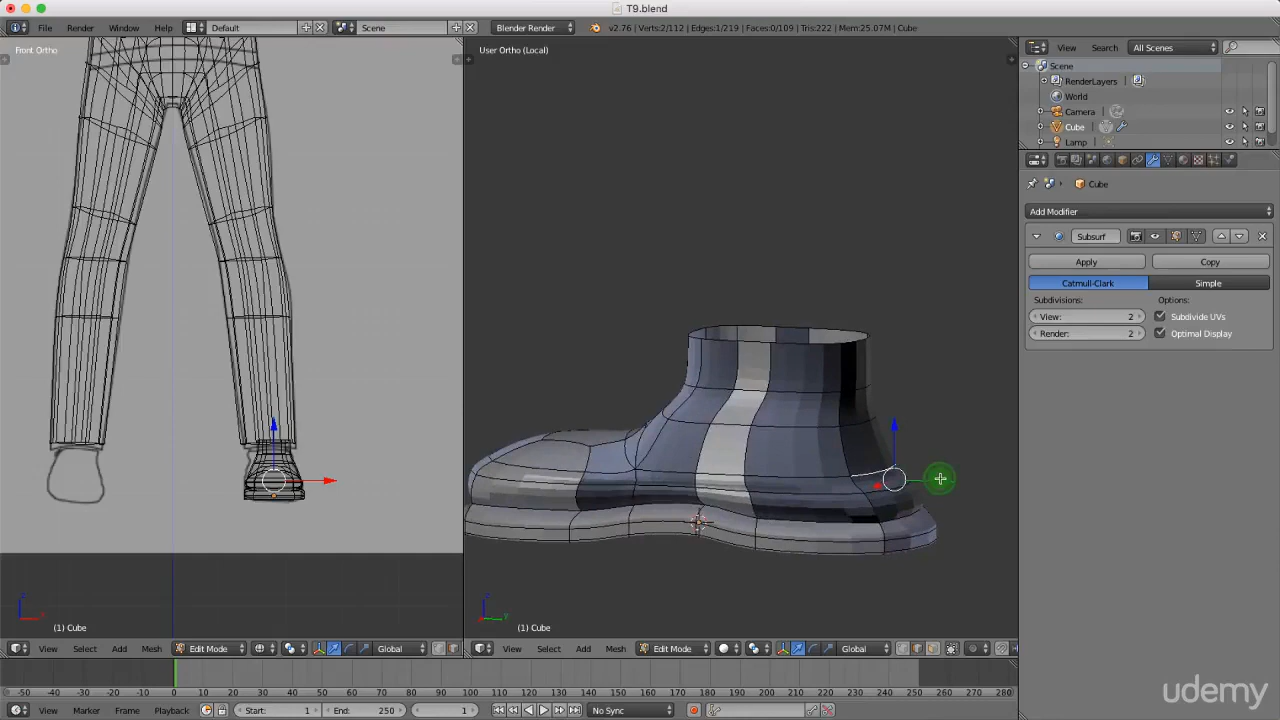 T9.blend
File Render Window Help Default Scene Blender Render v2.76 | Verts:2/112 | Edges:1/219 | Faces:0/109 | Tris:222 | Mem:25.07M | Cube
Front Ortho
User Ortho (Local)
View Search All Scenes
Scene
RenderLayers
World
Camera
Cube
Lamp
Cube
Add Modifier
Subsurf
Apply Copy
Catmull-Clark Simple
Subdivisions: Options:
View: 2 Subdivide UVs
Render: 2 Optimal Display
(1) Cube
(1) Cube
View Select Add Mesh Edit Mode Global
View Select Add Mesh Edit Mode Global
-50 -40 -30 -20 -10 0 10 20 30 40 50 60 70 80 90 100 110 120 130 140 150 160 170 180 190 200 210 220 230 240 250 260 270 280
View Marker Frame Playback Start: 1 End: 250 1 No Sync
udemy